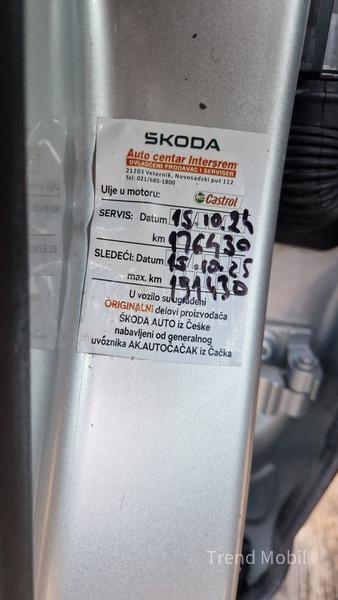 ŠKODA
Auto centar Intersrem
OVLAŠĆENI PRODAVAC I SERVISER
21203 Veternik, Novosadski put 112
Tel: 021/685-1800
Ulje u motoru: Castrol
SERVIS: Datum 15.10.24
km 176430
SLEDEĆI: Datum 15.10.25
max. km 191430
U vozilo su ugrađeni
ORIGINALNI delovi proizvođača
ŠKODA AUTO iz Češke
nabavljeni od generalnog
uvoznika AK.AUTOČAČAK iz Čačka
Trend Mobil